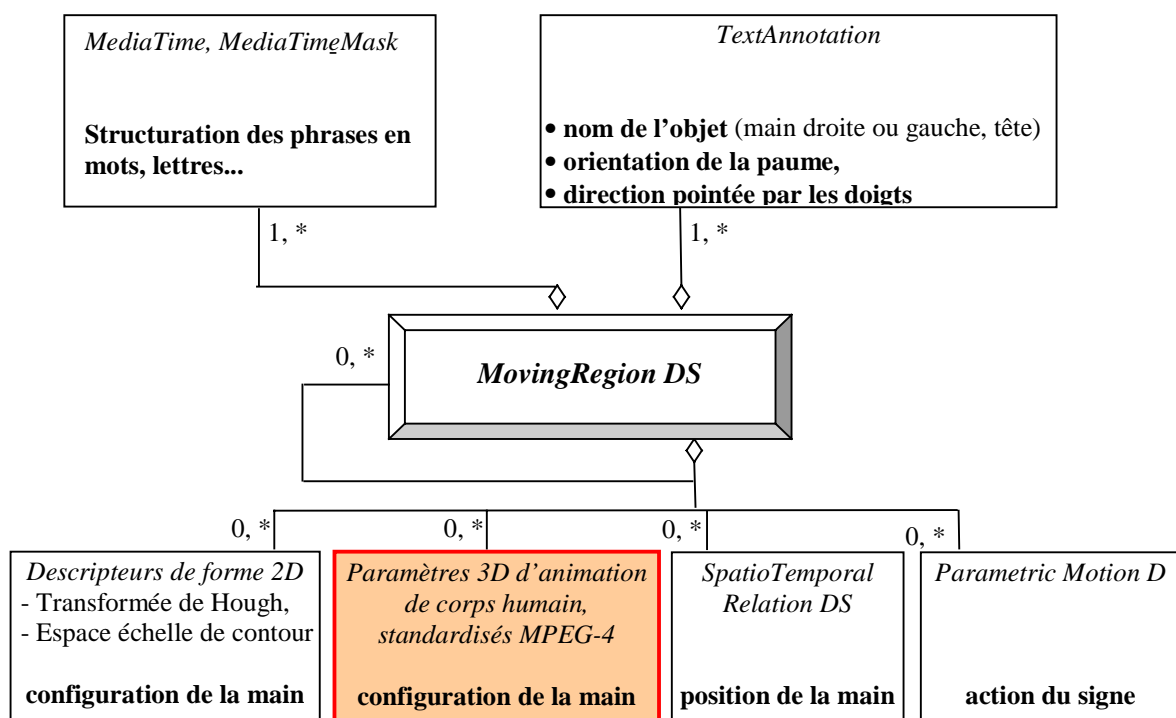 MediaTime, MediaTimeMask
Structuration des phrases en
mots, lettres...
TextAnnotation
• nom de l'objet (main droite ou gauche, tête)
• orientation de la paume,
• direction pointée par les doigts
1, *
1, *
0, *
MovingRegion DS
0, *
0, *
0, *
0, *
Descripteurs de forme 2D
- Transformée de Hough,
- Espace échelle de contour
configuration de la main
Paramètres 3D d'animation
de corps humain,
standardisés MPEG-4
configuration de la main
SpatioTemporal
Relation DS
position de la main
Parametric Motion D
action du signe